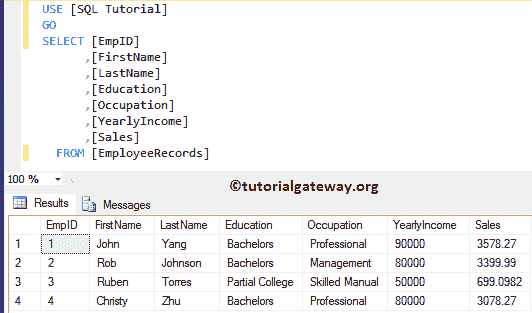 USE [SQL Tutorial]
GO
SELECT [EmpID]
,[FirstName]
,[LastName]
,[Education]
,[Occupation]
,[YearlyIncome]
,[Sales]
FROM [EmployeeRecords]
100 %
©tutorialgateway.org
Results Messages
EmpID FirstName LastName Education Occupation YearlyIncome Sales
1 1 John Yang Bachelors Professional 90000 3578.27
2 2 Rob Johnson Bachelors Management 80000 3399.99
3 3 Ruben Torres Partial College Skilled Manual 50000 699.0982
4 4 Christy Zhu Bachelors Professional 80000 3078.27